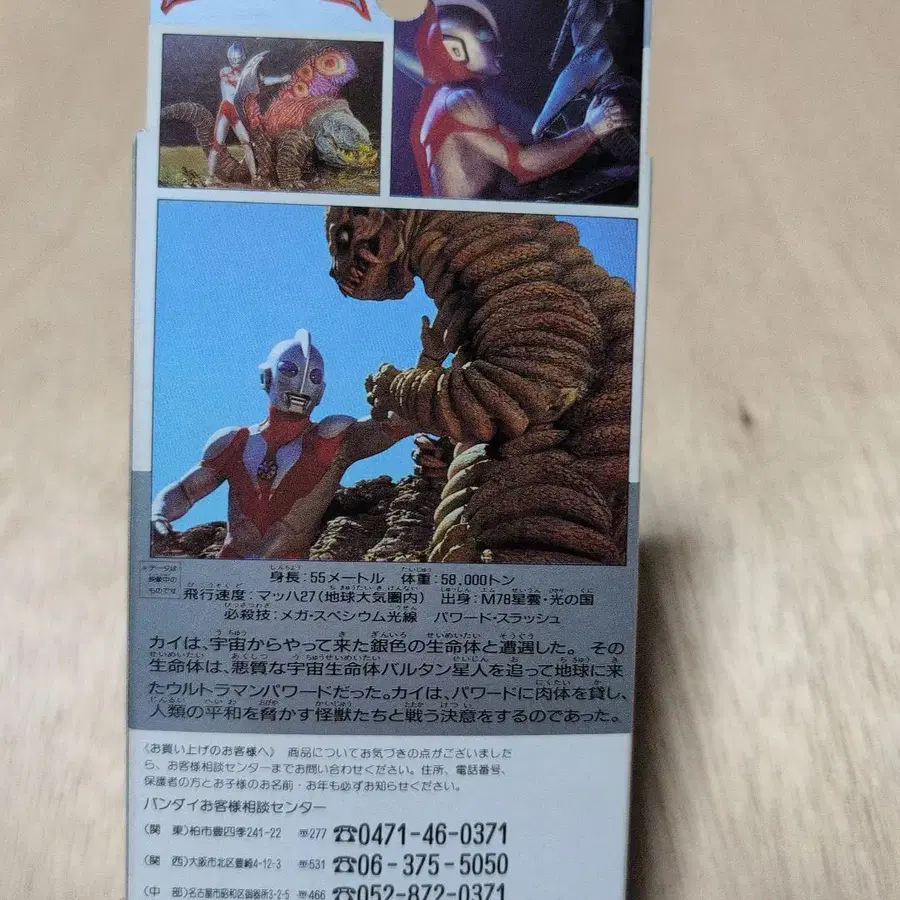 ※データは
映像中の
ものです
身長：55メートル 体重：58,000トン
飛行速度：マッハ27（地球大気圏内） 出身：M78星雲・光の国
必殺技：メガ・スペシウム光線 パワード・スラッシュ
カイは、宇宙からやって来た銀色の生命体と遭遇した。その
生命体は、悪質な宇宙生命体バルタン星人を追って地球に来
たウルトラマンパワードだった。カイは、パワードに肉体を貸し、
人類の平和を脅かす怪獣たちと戦う決意をするのであった。
〈お買い上げのお客様へ〉 商品についてお気づきの点がございました
ら、お客様相談センターまでお問い合わせください。住所、電話番号、
保護者の方とお子様のお名前・お年も必ずお知らせください。
バンダイお客様相談センター
（関 東）柏市豊四季241-22 〒277 ☎0471-46-0371
（関 西）大阪市北区豊崎4-12-3 〒531 ☎06-375-5050
（中 部）名古屋市昭和区御器所3-2-5 〒466 ☎052-872-0371